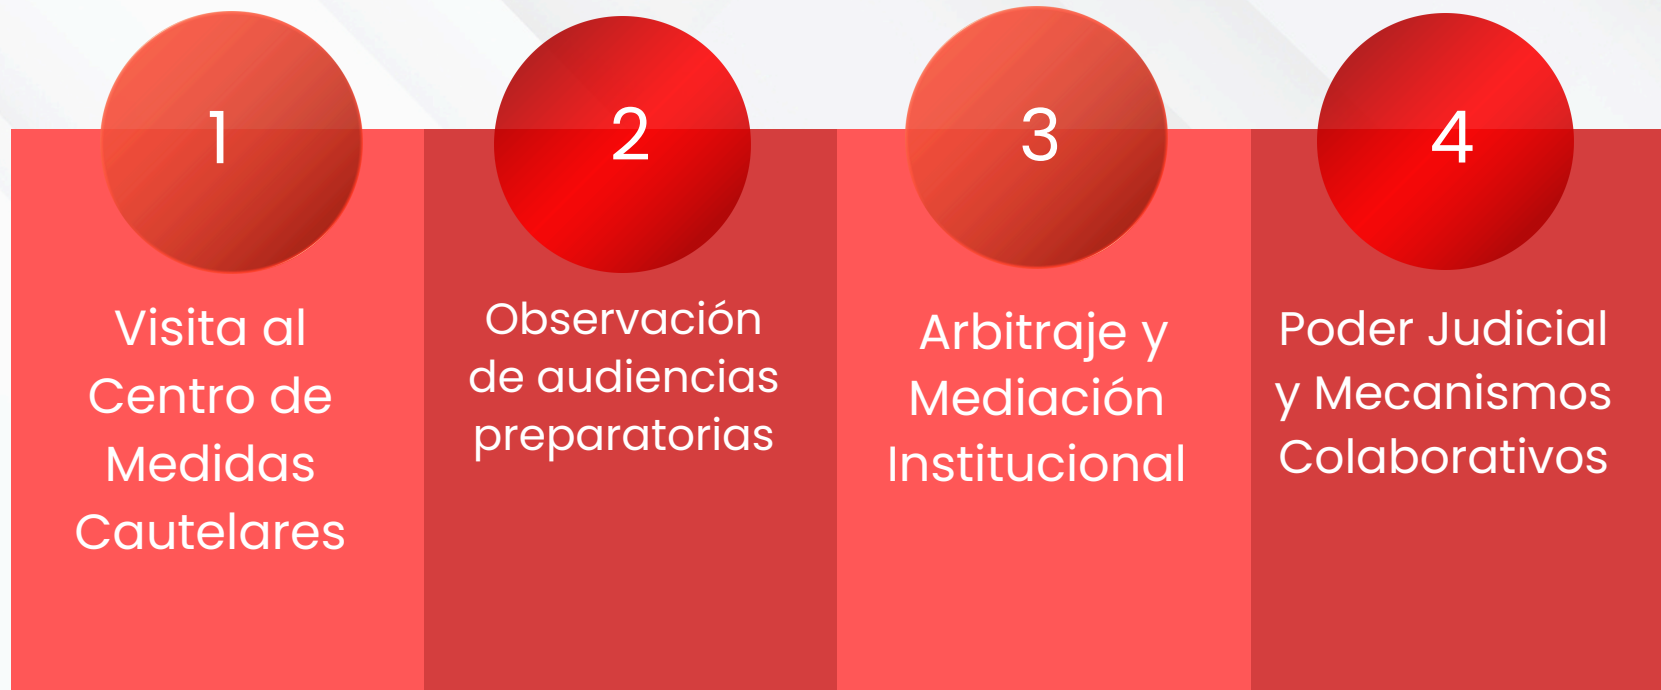 1
Visita al
Centro de
Medidas
Cautelares
2
Observación
de audiencias
preparatorias
3
Arbitraje y
Mediación
Institucional
4
Poder Judicial
y Mecanismos
Colaborativos